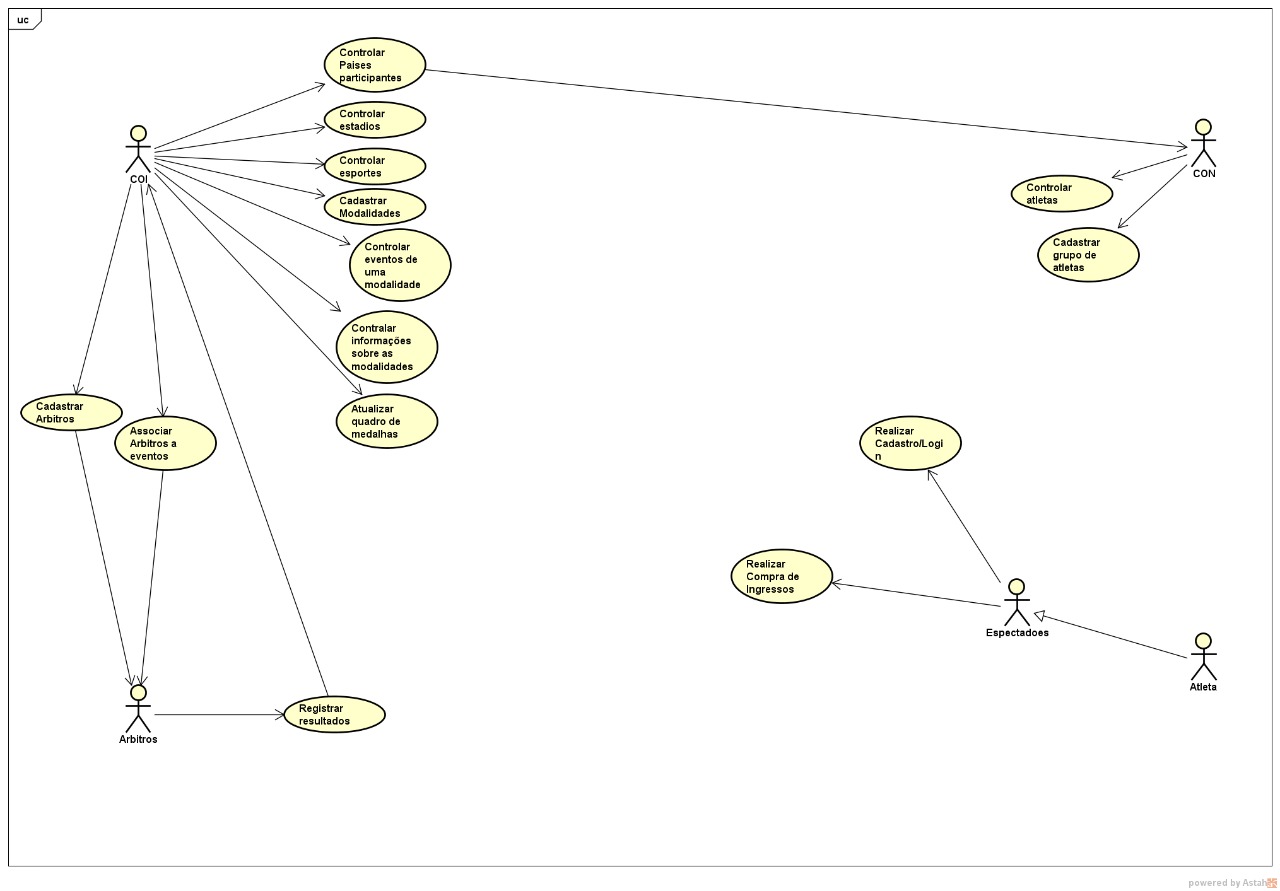 uc
Controlar
Paises
participantes
Controlar
estadios
Controlar
esportes
Cadastrar
Modalidades
Controlar
eventos de
uma
modalidade
Contralar
informações
sobre as
modalidades
Atualizar
quadro de
medalhas
COI
Cadastrar
Arbitros
Associar
Arbitros a
eventos
Arbitros
Registrar
resultados
CON
Controlar
atletas
Cadastrar
grupo de
atletas
Realizar
Cadastro/Logi
n
Realizar
Compra de
Ingressos
Espectadoes
Atleta
powered by Astah